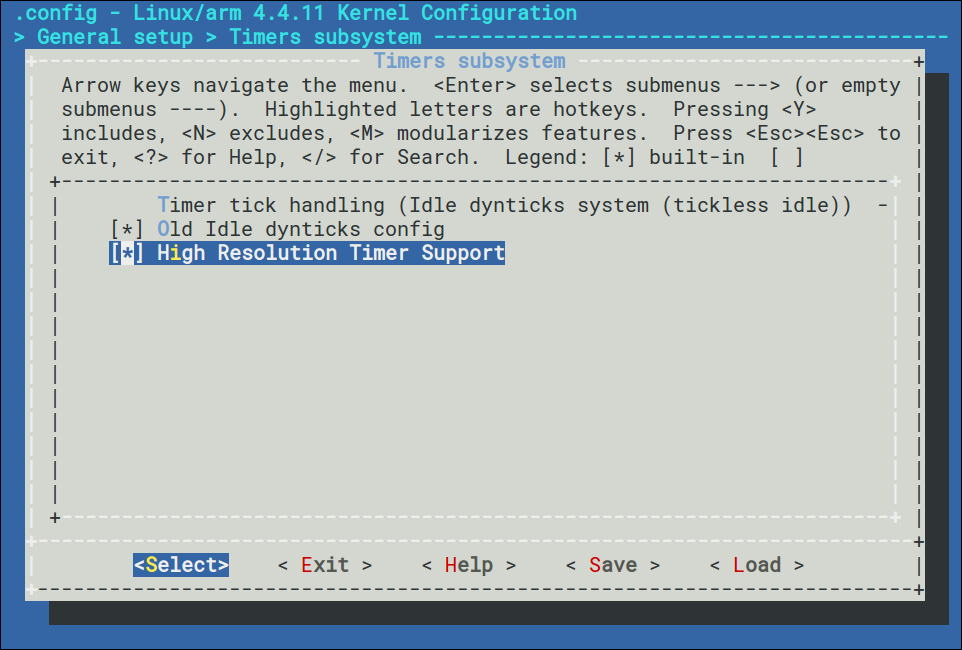 .config - Linux/arm 4.4.11 Kernel Configuration
> General setup > Timers subsystem
Timers subsystem
Arrow keys navigate the menu. <Enter> selects submenus ---> (or empty
submenus ----). Highlighted letters are hotkeys. Pressing <Y>
includes, <N> excludes, <M> modularizes features. Press <Esc><Esc> to
exit, <?> for Help, </> for Search. Legend: [*] built-in [ ]
Timer tick handling (Idle dynticks system (tickless idle)) -
[*] Old Idle dynticks config
[*] High Resolution Timer Support
<Select> < Exit > < Help > < Save > < Load >